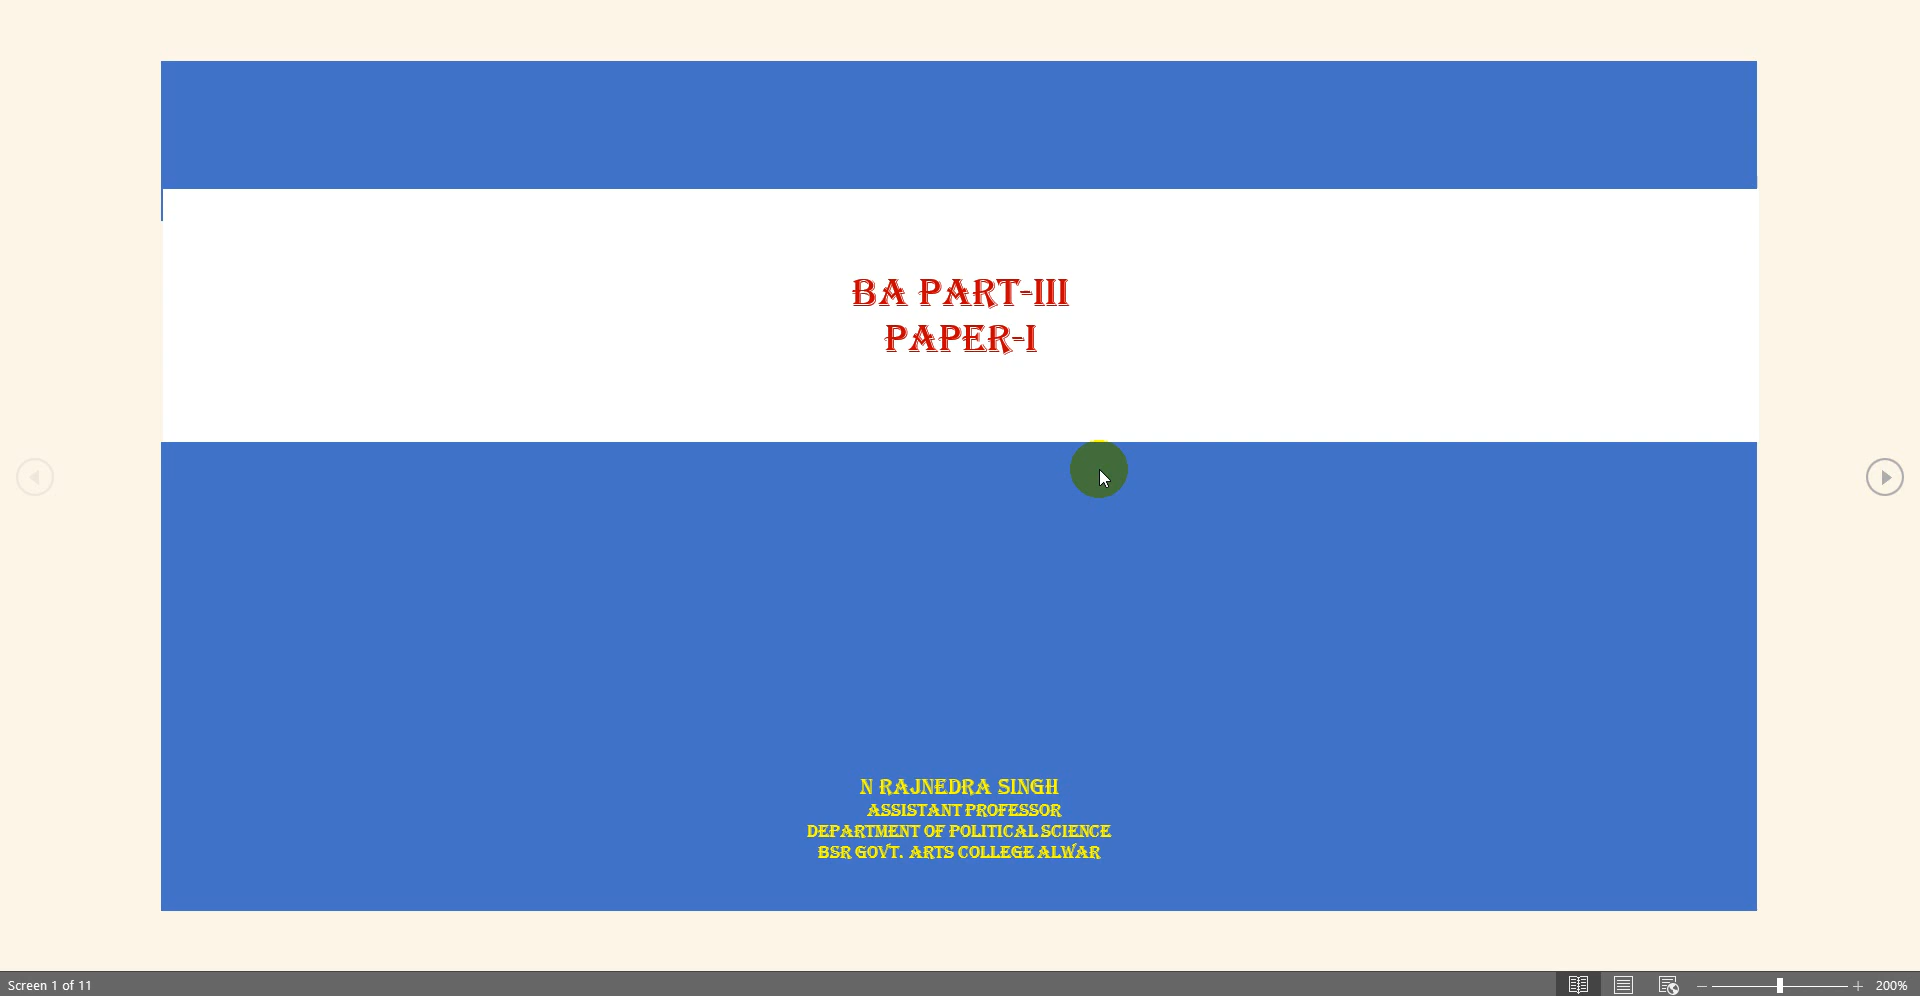 BA PART-III
PAPER-I
N RAJNEDRA SINGH
ASSISTANT PROFESSOR
DEPARTMENT OF POLITICAL SCIENCE
BSR GOVT. ARTS COLLEGE ALWAR
Screen 1 of 11
200%